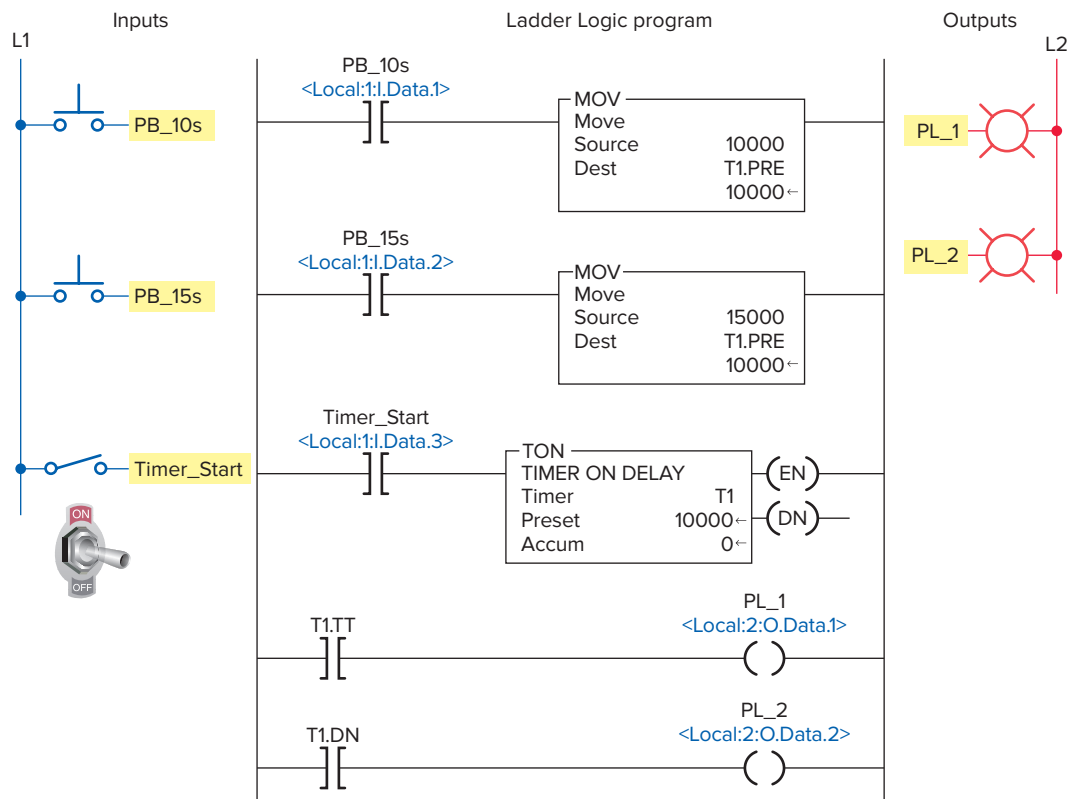 Inputs
Ladder Logic program
Outputs
L1
L2
PB_10s
PB_15s
Timer_Start
ON
OFF
PB_10s
<Local:1:I.Data.1>
MOV
Move
Source 10000
Dest T1.PRE
10000←
PB_15s
<Local:1:I.Data.2>
MOV
Move
Source 15000
Dest T1.PRE
10000←
Timer_Start
<Local:1:I.Data.3>
TON
TIMER ON DELAY
Timer T1
Preset 10000←
Accum 0←
EN
DN
T1.TT
PL_1
<Local:2:O.Data.1>
T1.DN
PL_2
<Local:2:O.Data.2>
PL_1
PL_2